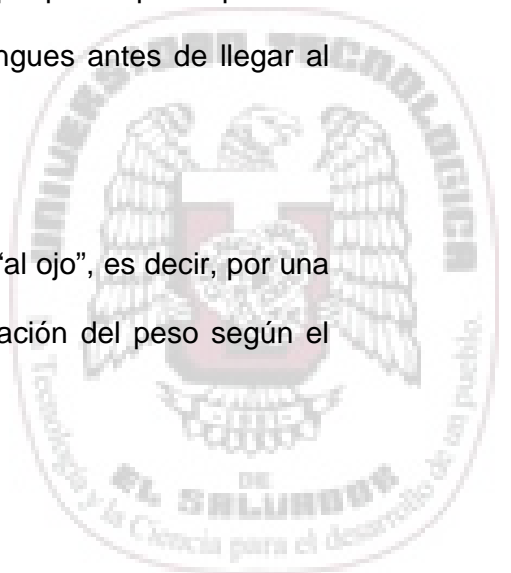 ngues antes de llegar al
“al ojo”, es decir, por una
ación del peso según el
UNIVERSIDAD TECNOLOGICA
DE
EL SALVADOR
Tecnología y la Ciencia para el desarrollo de un pueblo.